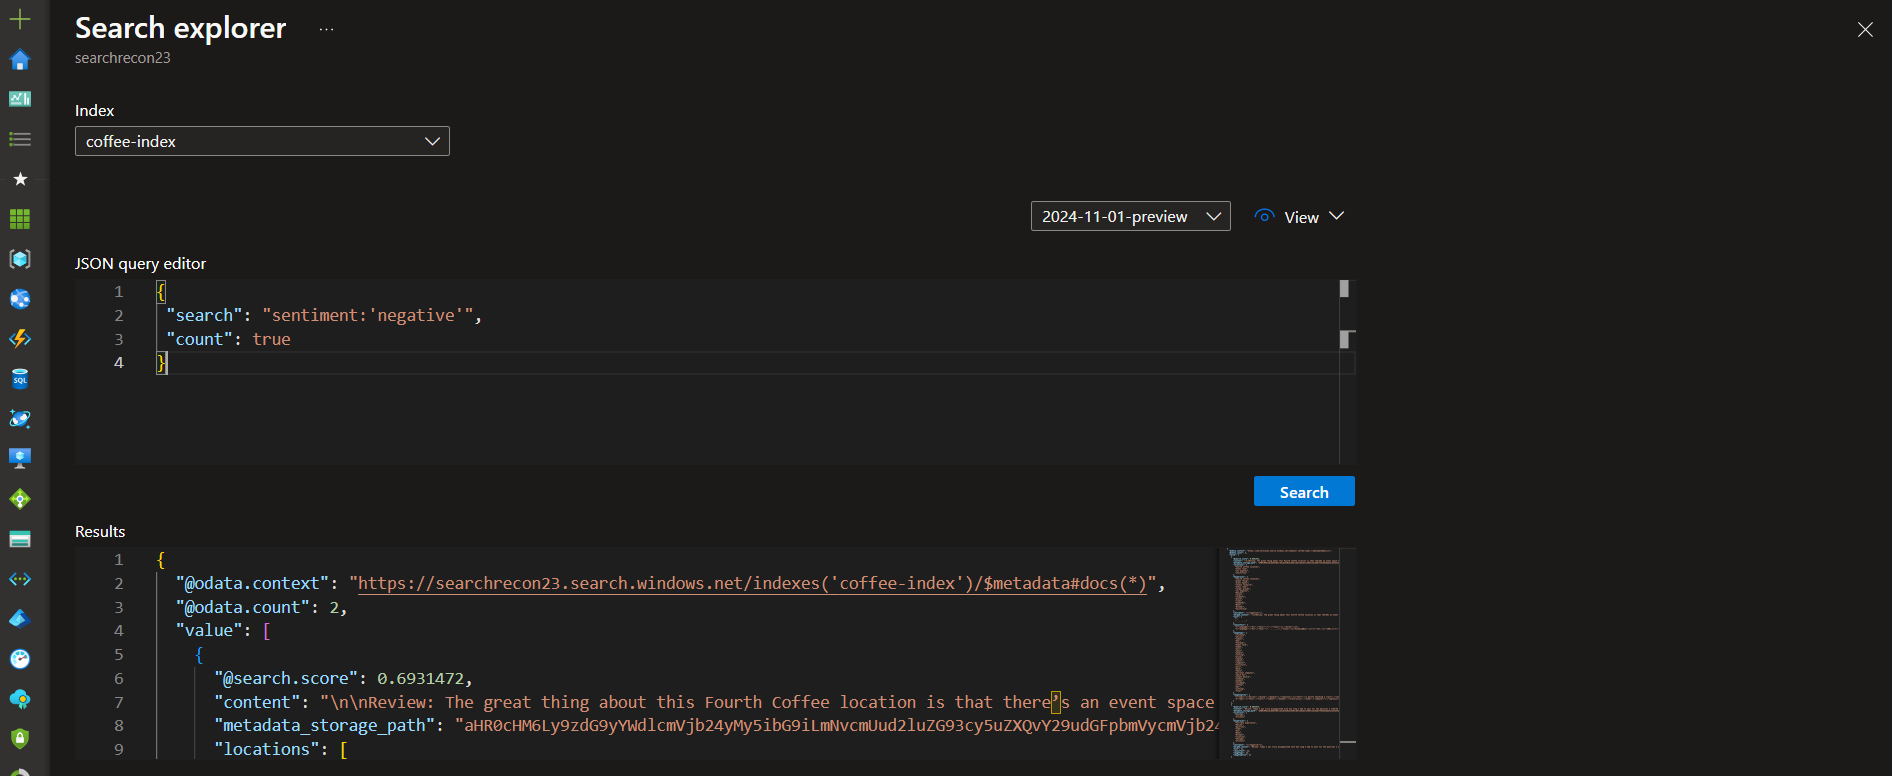 Search explorer ...
searchrecon23
Index
coffee-index
2024-11-01-preview View
JSON query editor
1 {
2 "search": "sentiment:'negative'",
3 "count": true
4 }
Search
Results
1 {
2 "@odata.context": "https://searchrecon23.search.windows.net/indexes('coffee-index')/$metadata#docs(*)",
3 "@odata.count": 2,
4 "value": [
5 {
6 "@search.score": 0.6931472,
7 "content": "\n\nReview: The great thing about this Fourth Coffee location is that there’s an event space
8 "metadata_storage_path": "aHR0cHM6Ly9zdG9yYWdlcmVjb24yMy5ibG9iLmNvcmUud2luZG93cy5uZXQvY29udGFpbmVycmVjb24
9 "locations": [
SQL